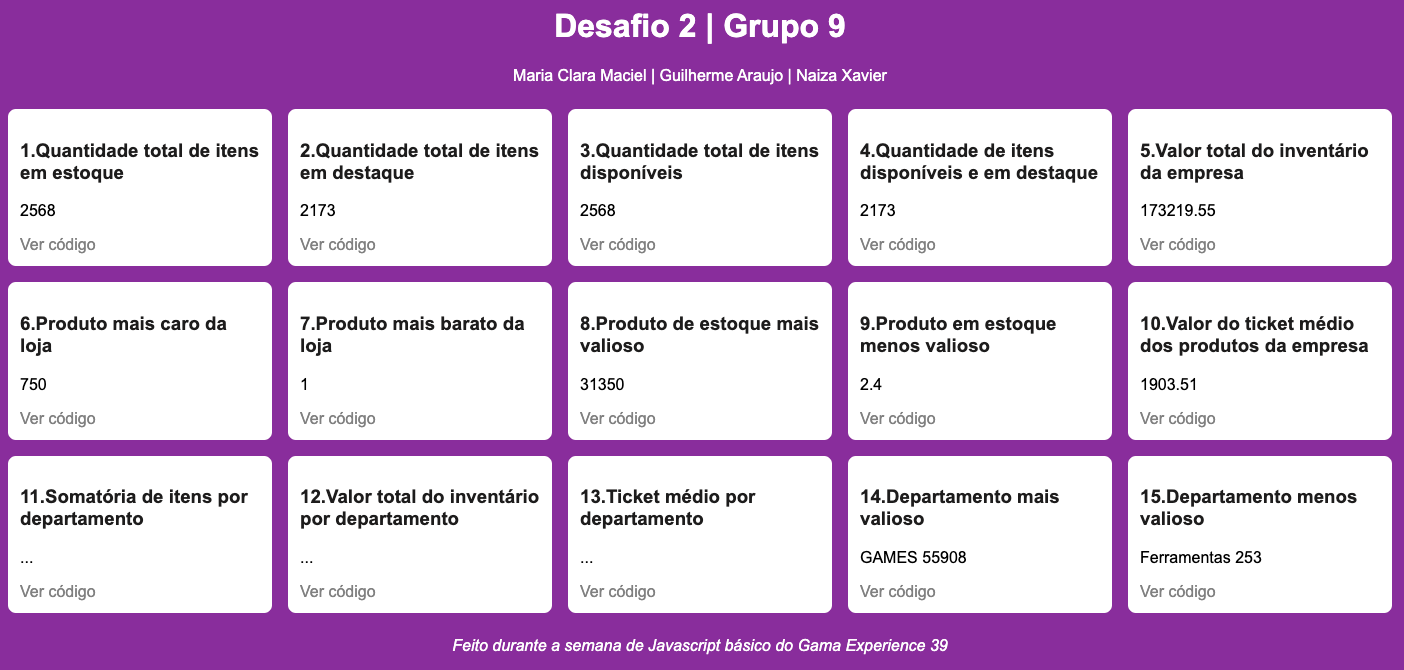 Desafio 2 | Grupo 9
Maria Clara Maciel | Guilherme Araujo | Naiza Xavier
1.Quantidade total de itens
em estoque
2568
Ver código
2.Quantidade total de itens
em destaque
2173
Ver código
3.Quantidade total de itens
disponíveis
2568
Ver código
4.Quantidade de itens
disponíveis e em destaque
2173
Ver código
5.Valor total do inventário
da empresa
173219.55
Ver código
6.Produto mais caro da
loja
750
Ver código
7.Produto mais barato da
loja
1
Ver código
8.Produto de estoque mais
valioso
31350
Ver código
9.Produto em estoque
menos valioso
2.4
Ver código
10.Valor do ticket médio
dos produtos da empresa
1903.51
Ver código
11.Somatória de itens por
departamento
...
Ver código
12.Valor total do inventário
por departamento
...
Ver código
13.Ticket médio por
departamento
...
Ver código
14.Departamento mais
valioso
GAMES 55908
Ver código
15.Departamento menos
valioso
Ferramentas 253
Ver código
Feito durante a semana de Javascript básico do Gama Experience 39